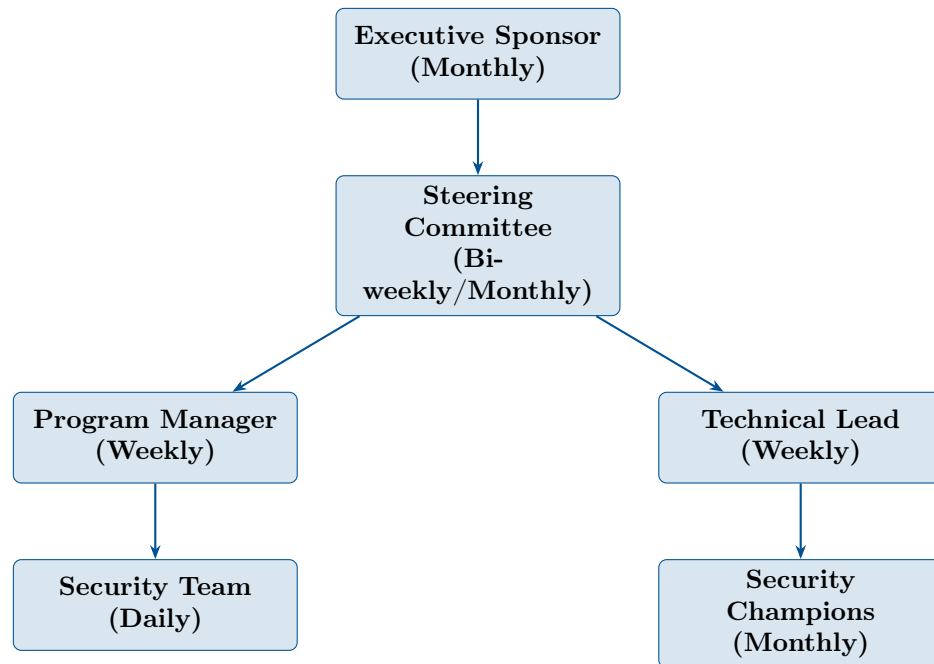 Executive Sponsor
(Monthly)
Steering
Committee
(Bi-
weekly/Monthly)
Program Manager
(Weekly)
Technical Lead
(Weekly)
Security Team
(Daily)
Security
Champions
(Monthly)